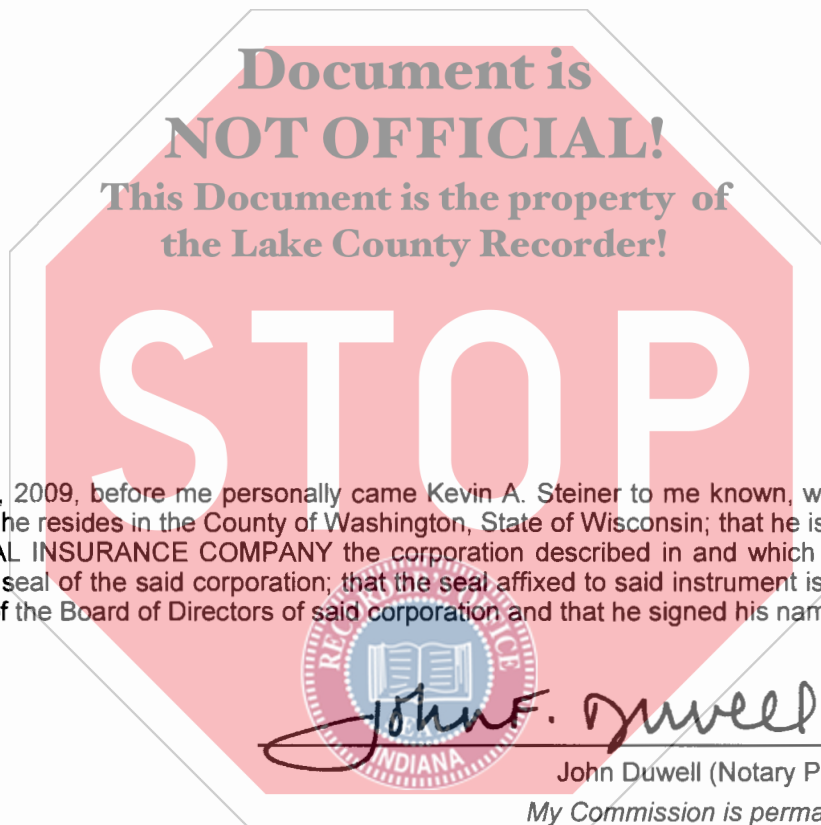 Document is
NOT OFFICIAL!
This Document is the property of
the Lake County Recorder!
STOP
, 2009, before me personally came Kevin A. Steiner to me known, w
he resides in the County of Washington, State of Wisconsin; that he is
AL INSURANCE COMPANY the corporation described in and which
seal of the said corporation; that the seal affixed to said instrument is
f the Board of Directors of said corporation and that he signed his nam
RECORDER'S OFFICE
INDIANA
John F. Duwell
John Duwell (Notary P
My Commission is perma